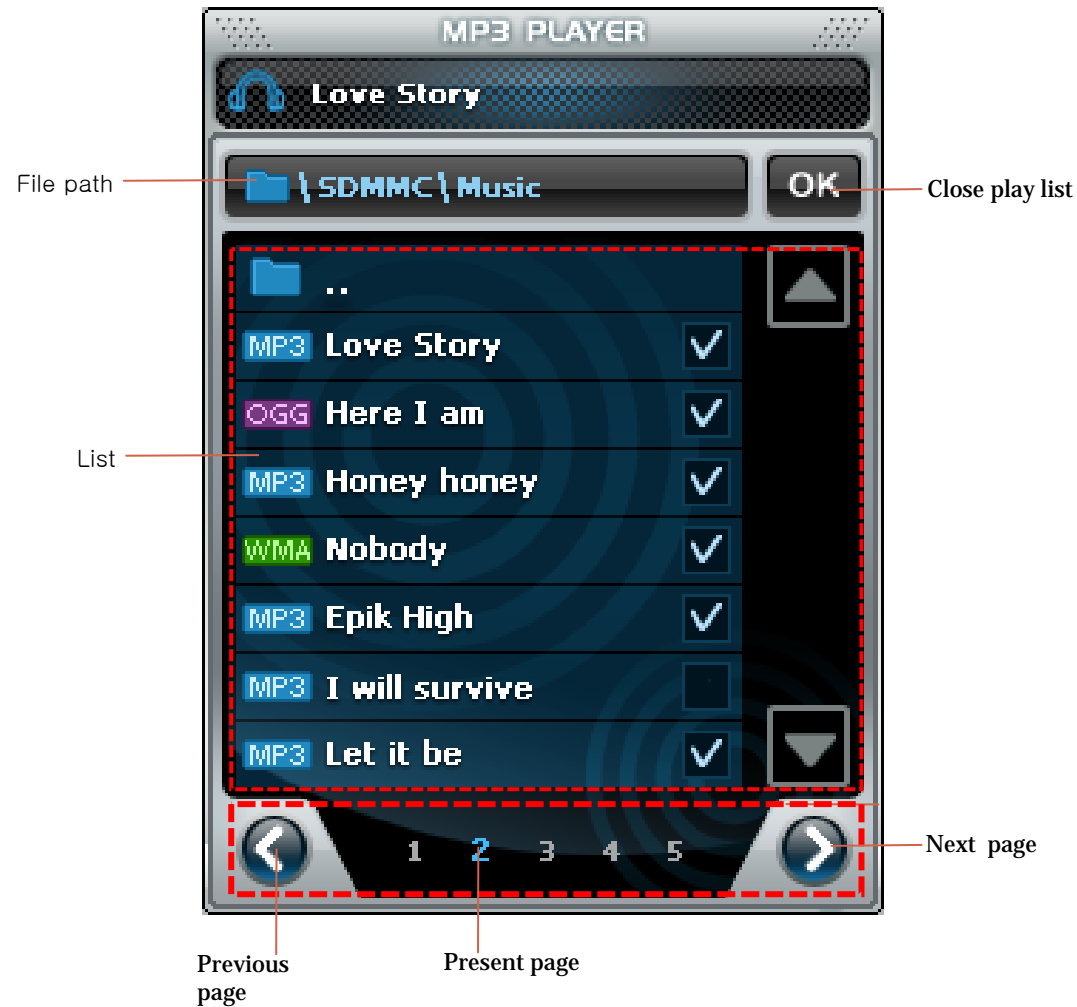 MP3 PLAYER
Love Story
File path
\SDMMC\Music
OK
Close play list
..
MP3 Love Story
OGG Here I am
List
MP3 Honey honey
WMA Nobody
MP3 Epik High
MP3 I will survive
MP3 Let it be
1 2 3 4 5
Next page
Previous
page
Present page